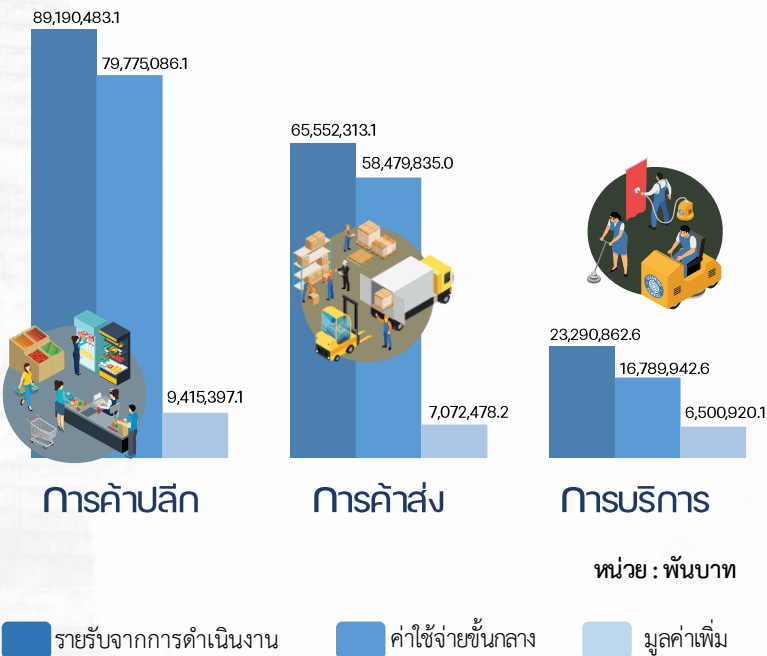 89,190,483.1
79,775,086.1
9,415,397.1
65,552,313.1
58,479,835.0
7,072,478.2
23,290,862.6
16,789,942.6
6,500,920.1
การค้าปลีก
การค้าส่ง
การบริการ
หน่วย : พันบาท
รายรับจากการดำเนินงาน
ค่าใช้จ่ายขั้นกลาง
มูลค่าเพิ่ม